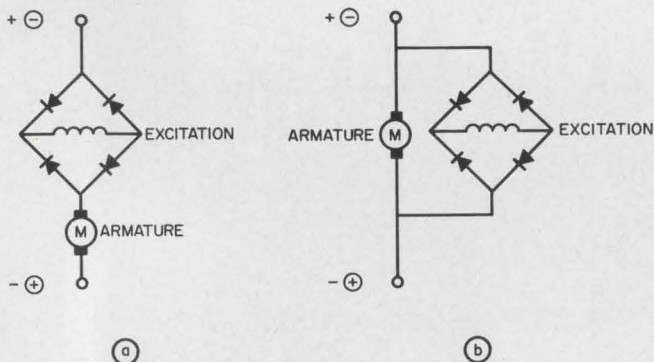 + ⊖
EXCITATION
M ARMATURE
- ⊕
a
+ ⊖
ARMATURE M
EXCITATION
- ⊕
b